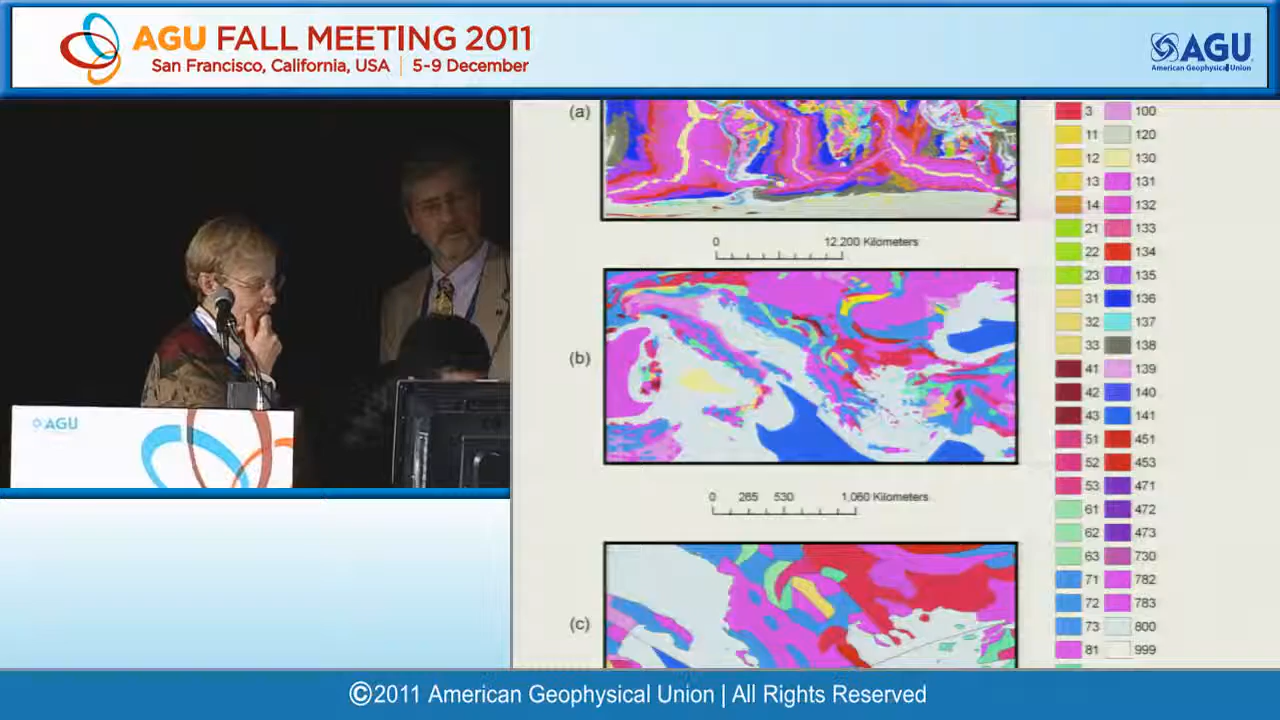 AGU FALL MEETING 2011
San Francisco, California, USA | 5-9 December
AGU
American Geophysical Union
AGU
(a)
0 12,200 Kilometers
(b)
0 265 530 1,060 Kilometers
(c)
3 100
11 120
12 130
13 131
14 132
21 133
22 134
23 135
31 136
32 137
33 138
41 139
42 140
43 141
51 451
52 453
53 471
61 472
62 473
63 730
71 782
72 783
73 800
81 999
©2011 American Geophysical Union | All Rights Reserved